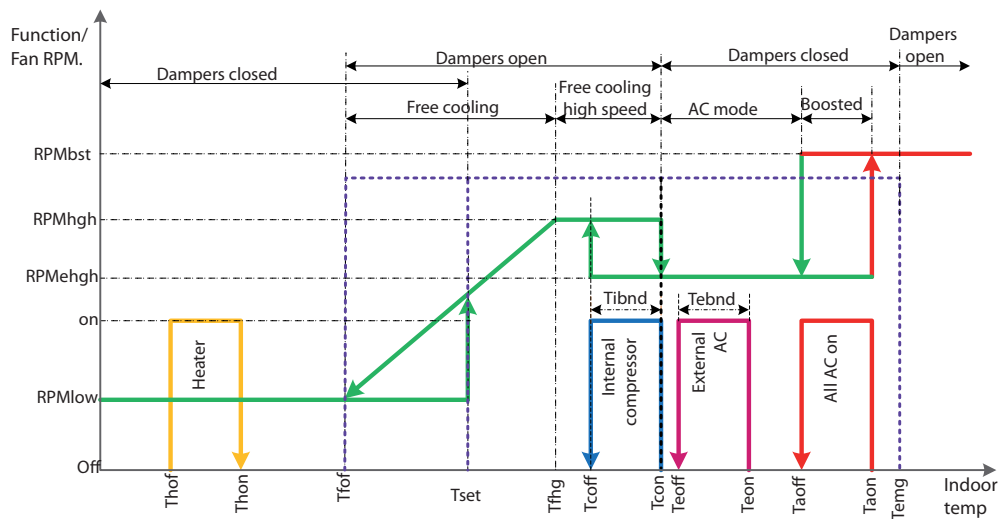 Function/
Fan RPM.
Dampers
open
Dampers closed
Dampers open
Dampers closed
Free cooling
Free cooling
high speed
AC mode
Boosted
RPMbst
RPMhgh
RPMehgh
on
RPMlow
Off
Heater
Tibnd
Tebnd
Internal
compressor
External
AC
All AC on
Thof
Thon
Tfof
Tset
Tfhg
Tcoff
Tcon
Teoff
Teon
Taoff
Taon
Temg
Indoor
temp